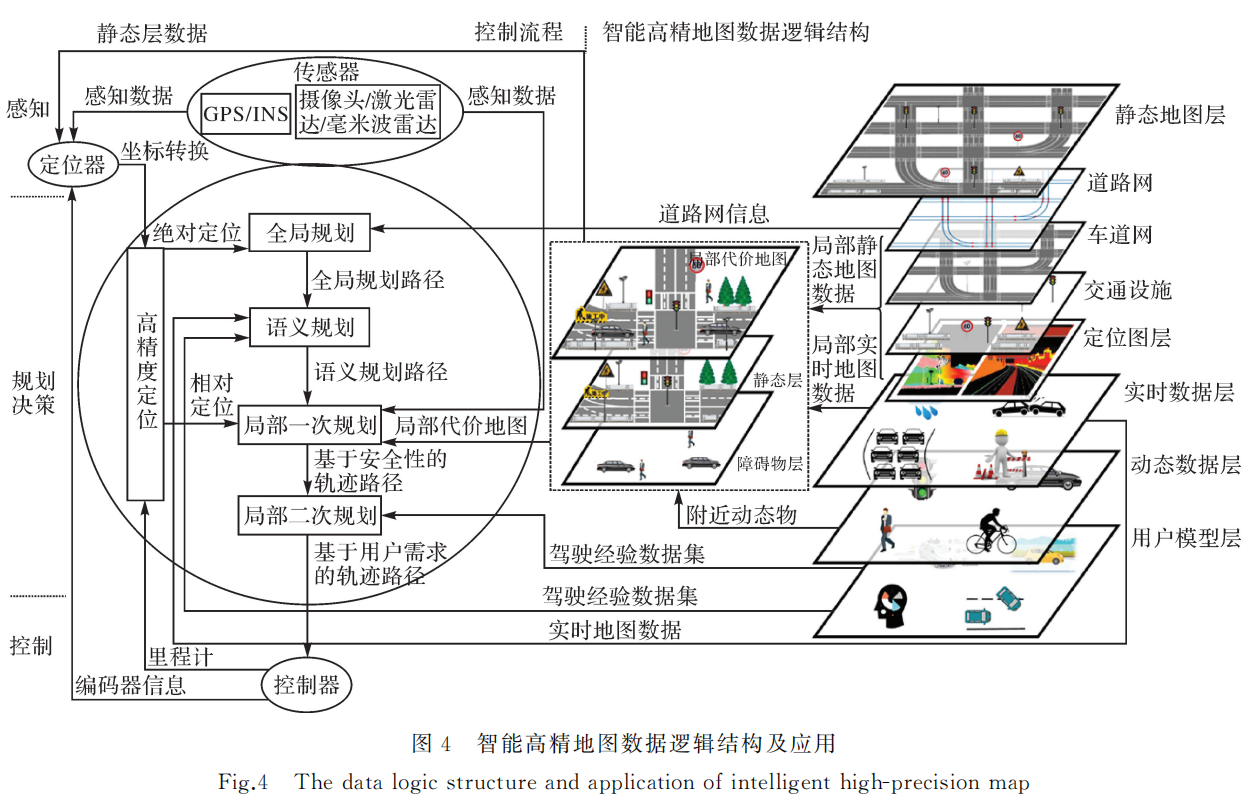 静态层数据
控制流程
智能高精地图数据逻辑结构
传感器
感知
感知数据
GPS/INS
摄像头/激光雷
达/毫米波雷达
感知数据
定位器
坐标转换
静态地图层
道路网
车道网
交通设施
定位图层
实时数据层
动态数据层
用户模型层
道路网信息
绝对定位
全局规划
全局规划路径
高精度定位
语义规划
语义规划路径
相对
定位
局部一次规划
局部代价地图
基于安全性的
轨迹路径
局部二次规划
基于用户需求
的轨迹路径
规划
决策
控制
局部代价地图
80
施工中
静态层
障碍物层
局部静
态地图
数据
局部实
时地图
数据
附近动态物
驾驶经验数据集
驾驶经验数据集
实时地图数据
里程计
编码器信息
控制器
图 4 智能高精地图数据逻辑结构及应用
Fig.4 The data logic structure and application of intelligent high-precision map